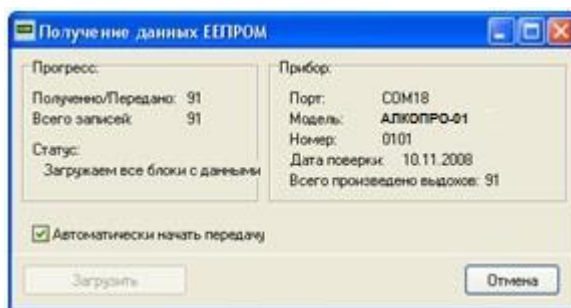 Получение данных ЕЕПРОМ
Прогресс:
Полученно/Передано: 91
Всего записей: 91
Статус:
Загружаем все блоки с данными
Прибор:
Порт: COM18
Модель: АЛКОПРО-01
Номер: 0101
Дата поверки: 10.11.2008
Всего произведено выдохов: 91
Автоматически начать передачу
Загрузить
Отмена